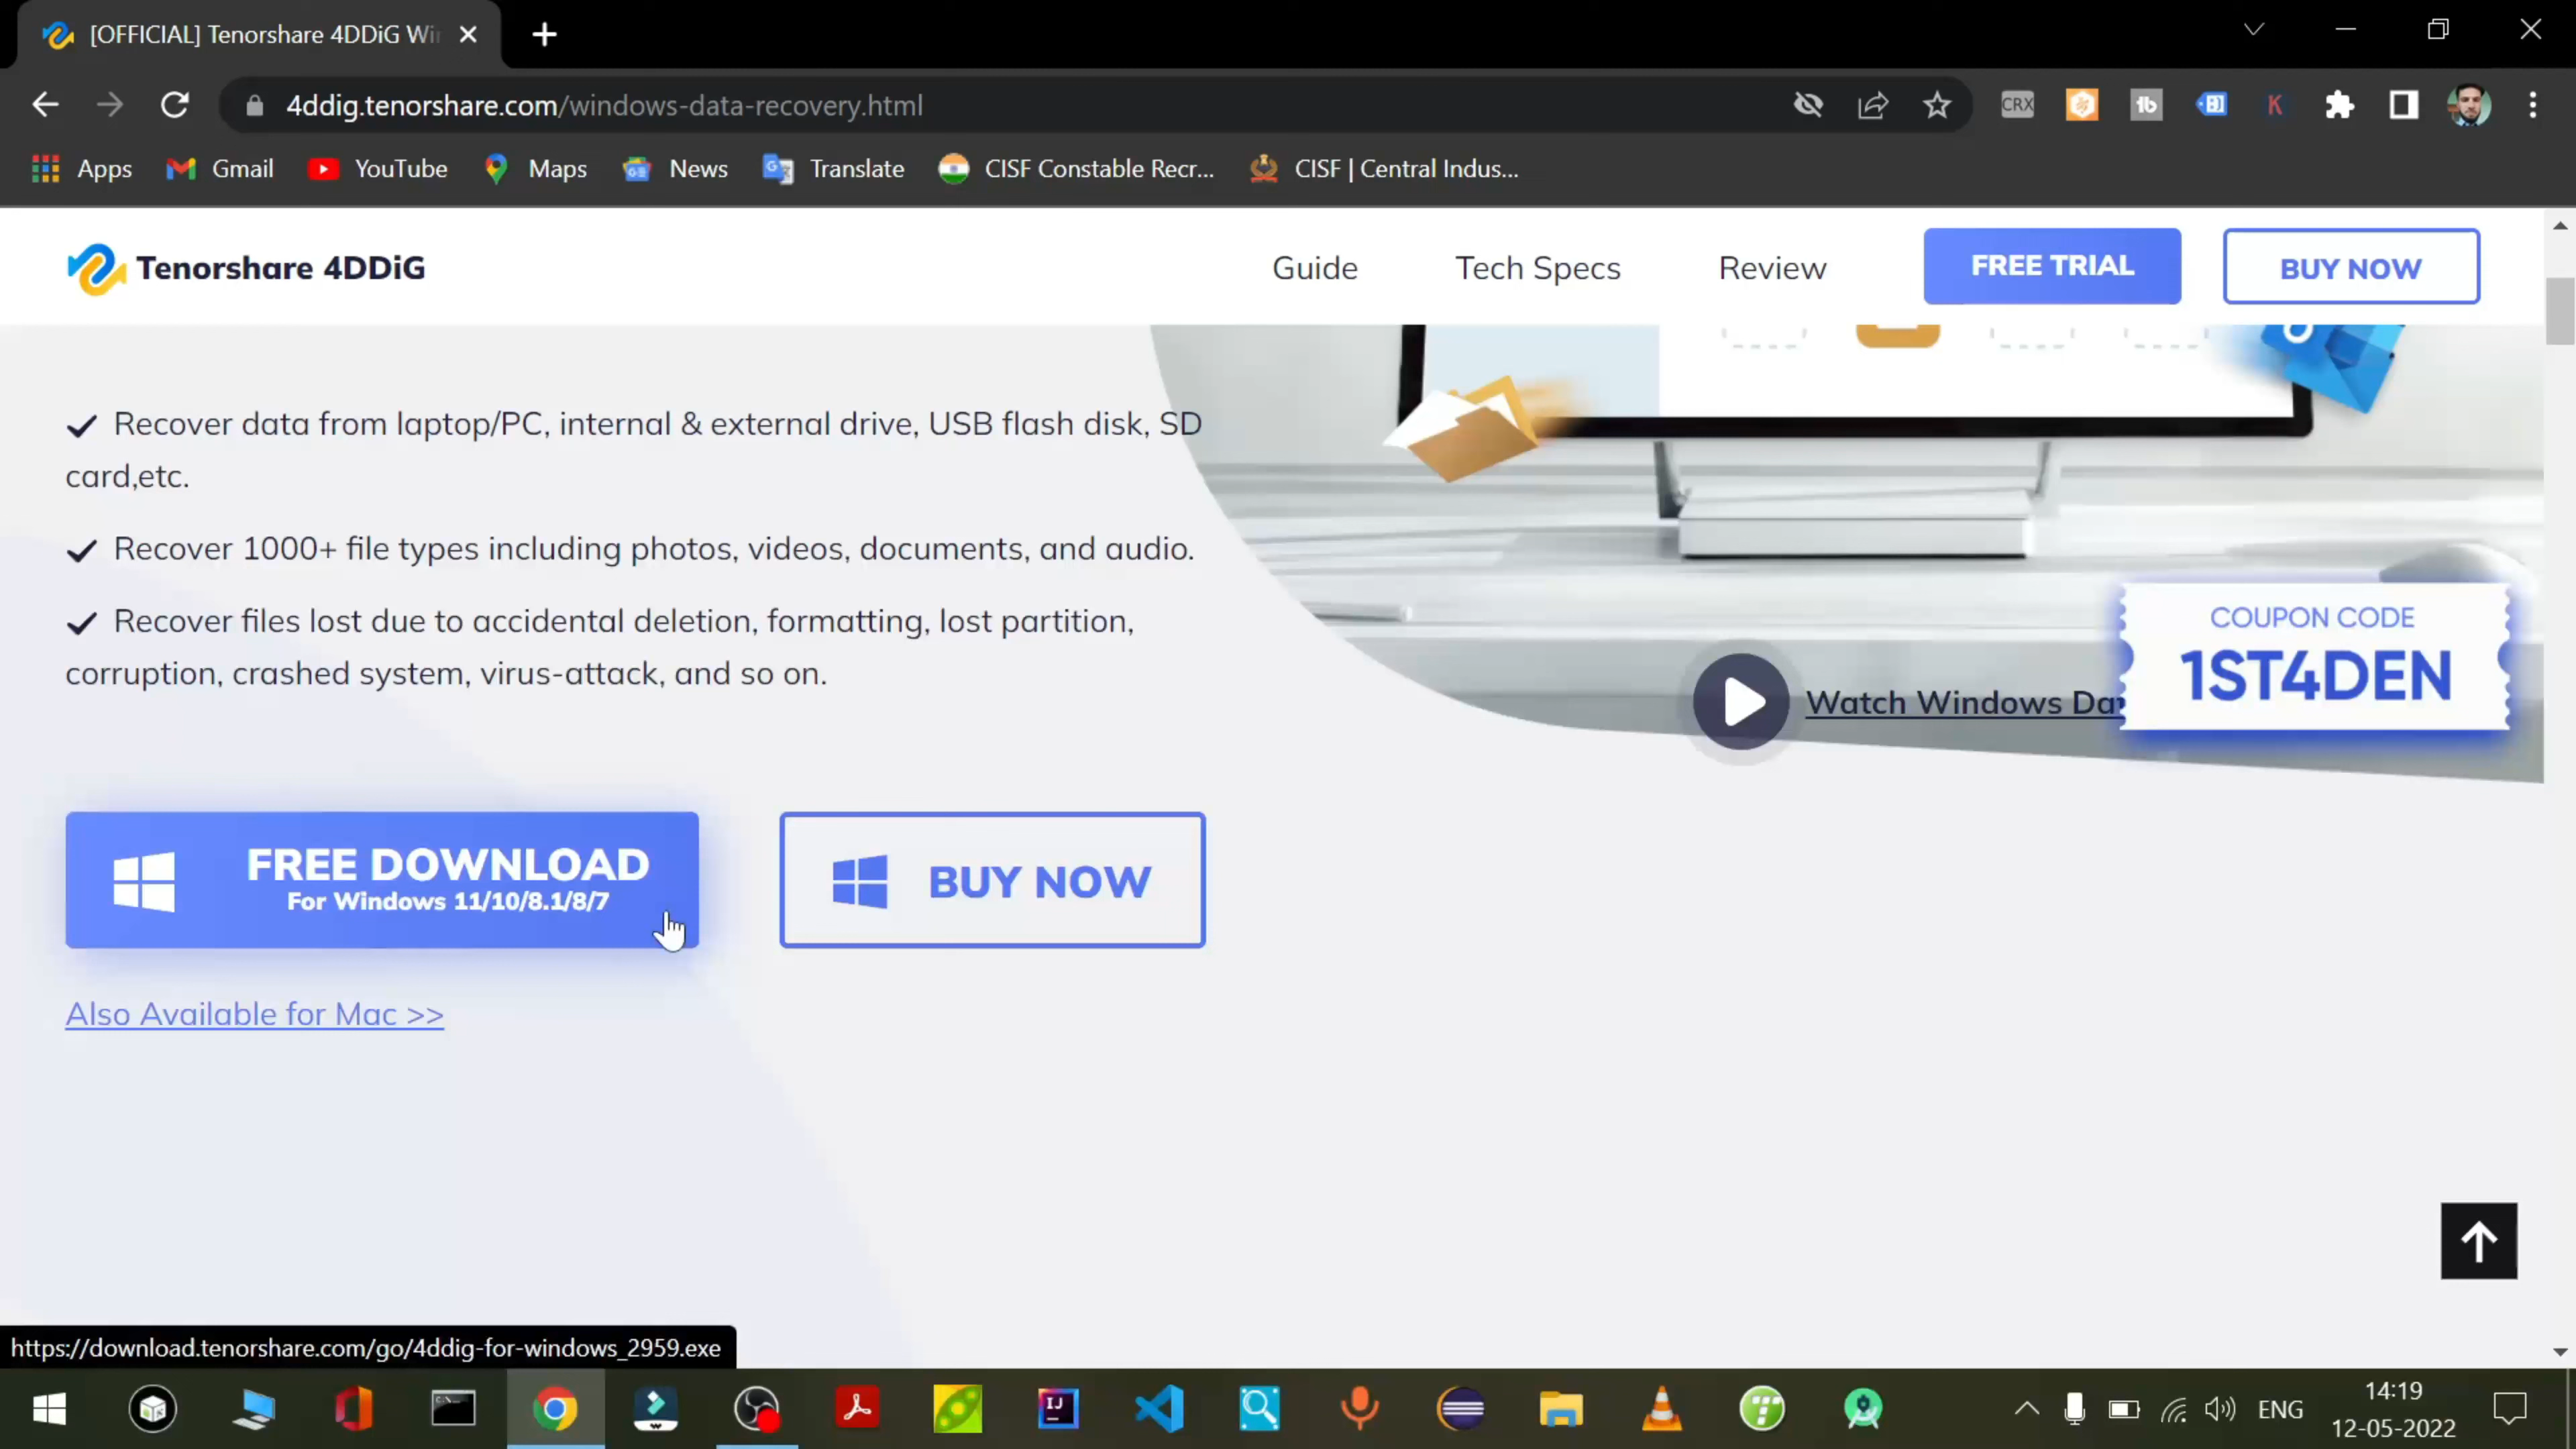 [OFFICIAL] Tenorshare 4DDiG Wi
4ddig.tenorshare.com/windows-data-recovery.html
CRX
Apps
Gmail
YouTube
Maps
News
Translate
CISF Constable Recr...
CISF | Central Indus...
Tenorshare 4DDiG
Guide
Tech Specs
Review
FREE TRIAL
BUY NOW
Recover data from laptop/PC, internal & external drive, USB flash disk, SD
card,etc.
Recover 1000+ file types including photos, videos, documents, and audio.
Recover files lost due to accidental deletion, formatting, lost partition,
corruption, crashed system, virus-attack, and so on.
COUPON CODE
1ST4DEN
Watch Windows Da
FREE DOWNLOAD
For Windows 11/10/8.1/8/7
BUY NOW
Also Available for Mac >>
https://download.tenorshare.com/go/4ddig-for-windows_2959.exe
ENG
14:19
12-05-2022